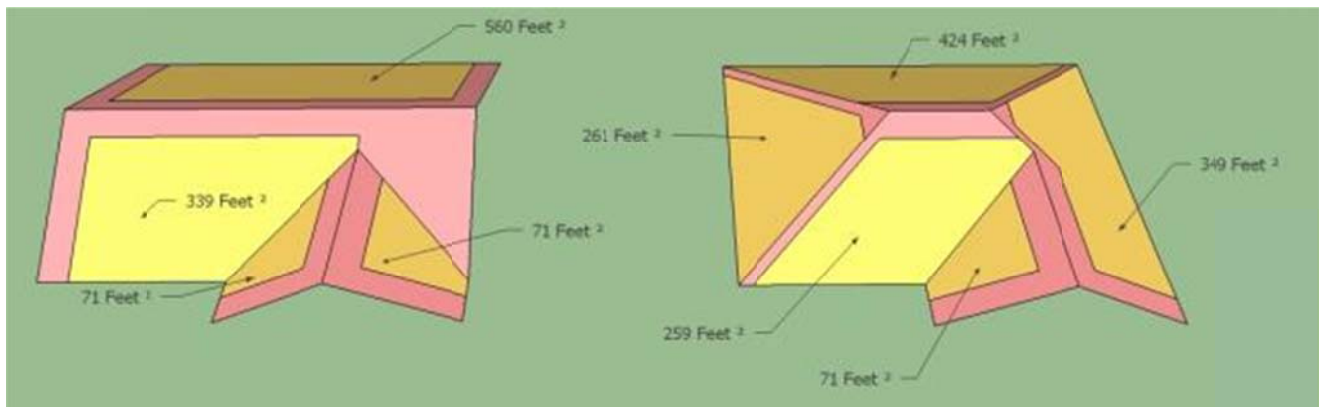 560 Feet ²
339 Feet ²
71 Feet ²
71 Feet ²
424 Feet ²
261 Feet ²
349 Feet ²
259 Feet ²
71 Feet ²